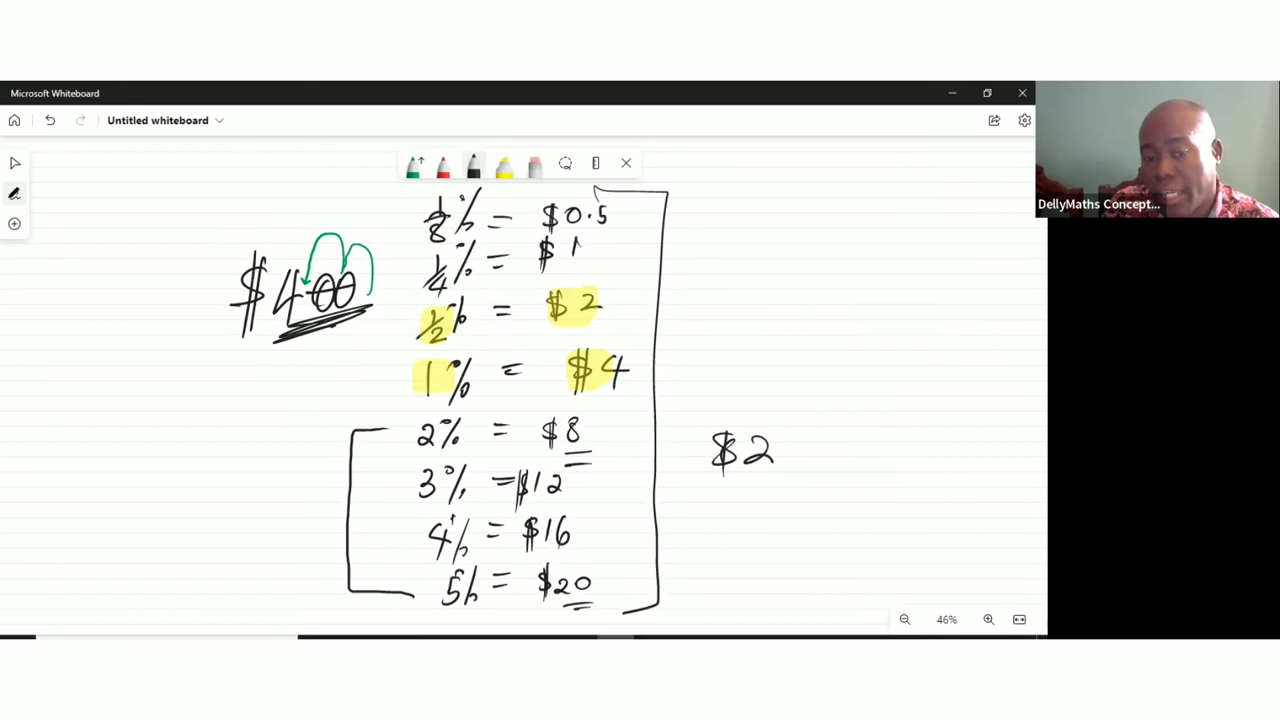 Microsoft Whiteboard
Untitled whiteboard
DellyMaths Concept...
$400
1/8% = $0.5
1/4% = $1
1/2% = $2
1% = $4
2% = $8
3% = $12
4% = $16
5% = $20
$2
46%